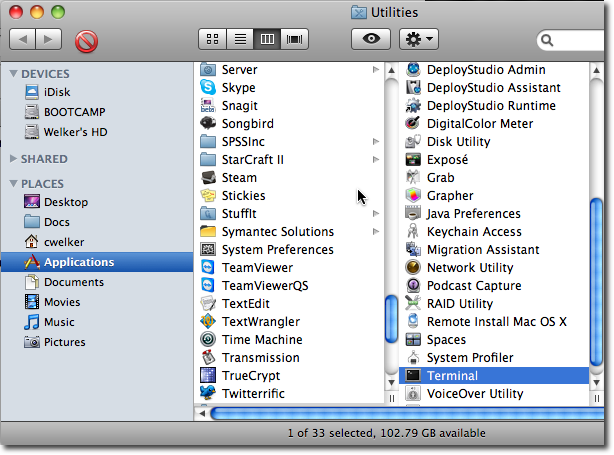 Utilities
DEVICES
iDisk
BOOTCAMP
Welker's HD
SHARED
PLACES
Desktop
Docs
cwelker
Applications
Documents
Movies
Music
Pictures
Server
Skype
Snagit
beta
Songbird
SPSSInc
StarCraft II
Steam
Stickies
StuffIt
Symantec Solutions
System Preferences
TeamViewer
TeamViewerQS
TextEdit
TextWrangler
Time Machine
Transmission
TrueCrypt
Twitterrific
DeployStudio Admin
DeployStudio Assistant
DeployStudio Runtime
DigitalColor Meter
Disk Utility
Exposé
Grab
Grapher
Java Preferences
Keychain Access
Migration Assistant
Network Utility
Podcast Capture
RAID Utility
Remote Install Mac OS X
Spaces
System Profiler
Terminal
VoiceOver Utility
1 of 33 selected, 102.79 GB available